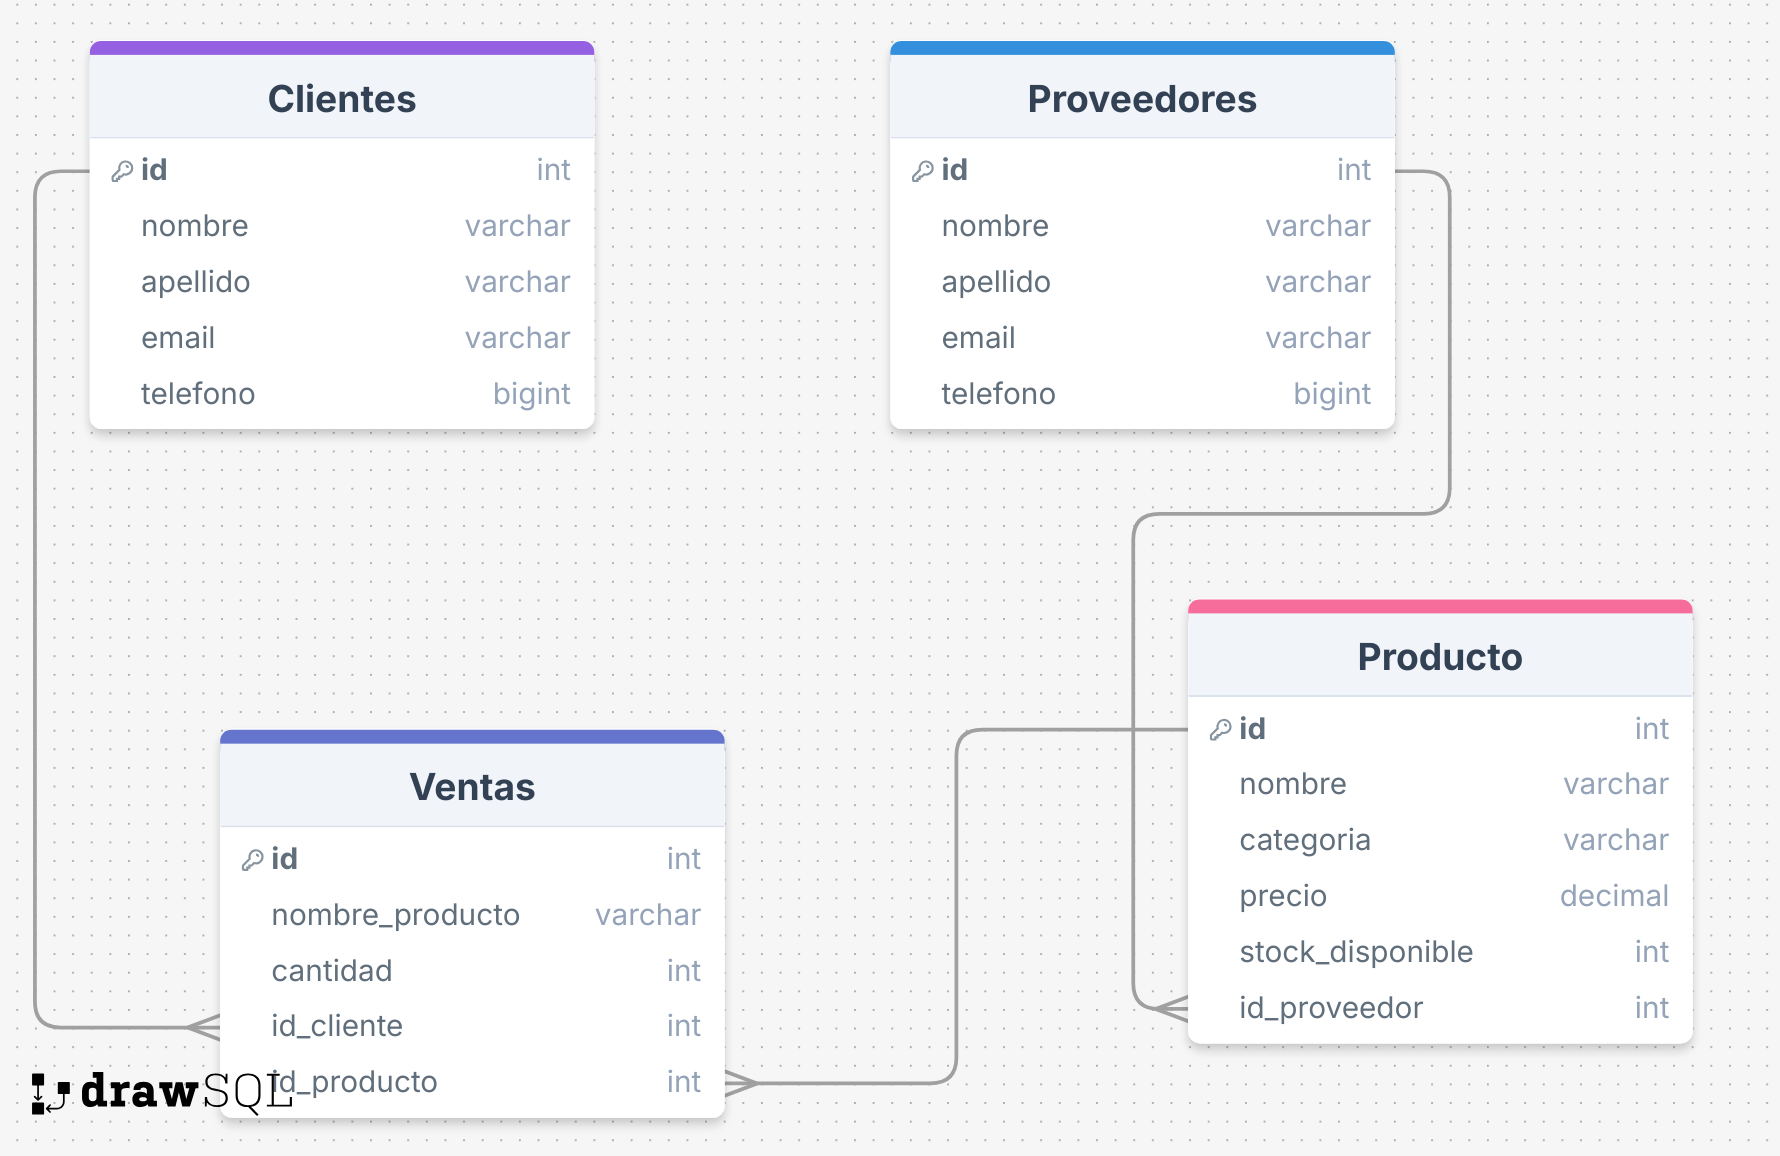 Clientes
id int
nombre varchar
apellido varchar
email varchar
telefono bigint
Proveedores
id int
nombre varchar
apellido varchar
email varchar
telefono bigint
Ventas
id int
nombre_producto varchar
cantidad int
id_cliente int
id_producto int
Producto
id int
nombre varchar
categoria varchar
precio decimal
stock_disponible int
id_proveedor int
drawSQL